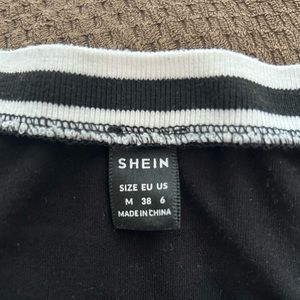 SHEIN
SIZE EU US
M 38 6
MADE IN CHINA